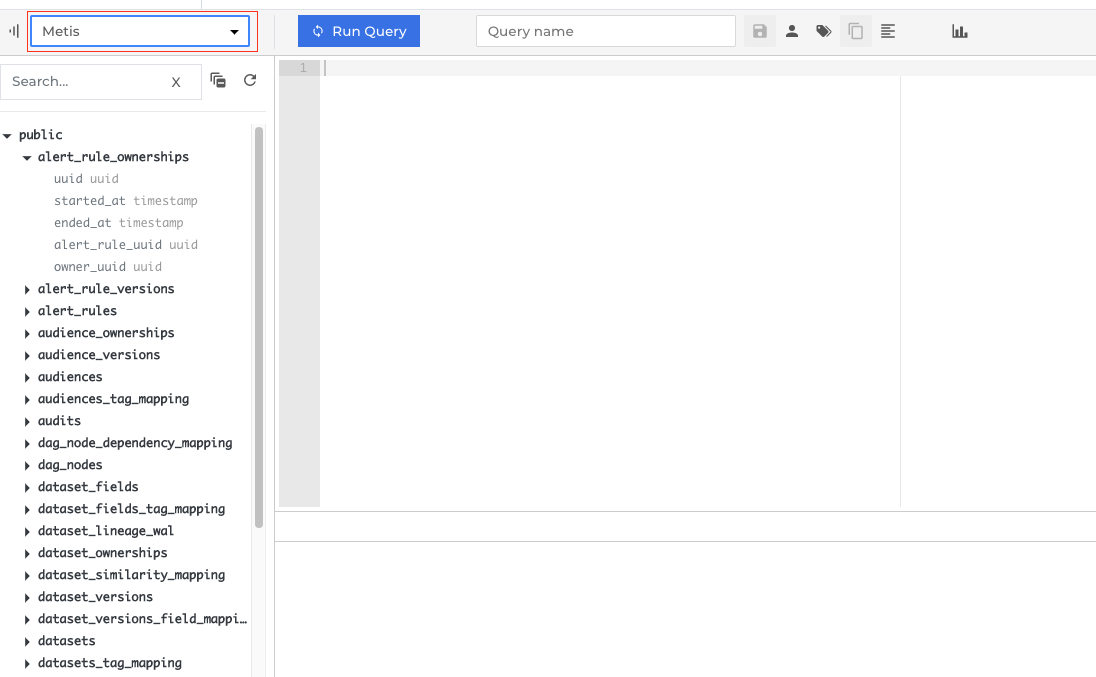 Metis
Run Query
Query name
Search...
X
1
public
alert_rule_ownerships
uuid uuid
started_at timestamp
ended_at timestamp
alert_rule_uuid uuid
owner_uuid uuid
alert_rule_versions
alert_rules
audience_ownerships
audience_versions
audiences
audiences_tag_mapping
audits
dag_node_dependency_mapping
dag_nodes
dataset_fields
dataset_fields_tag_mapping
dataset_lineage_wal
dataset_ownerships
dataset_similarity_mapping
dataset_versions
dataset_versions_field_mappi…
datasets
datasets_tag_mapping